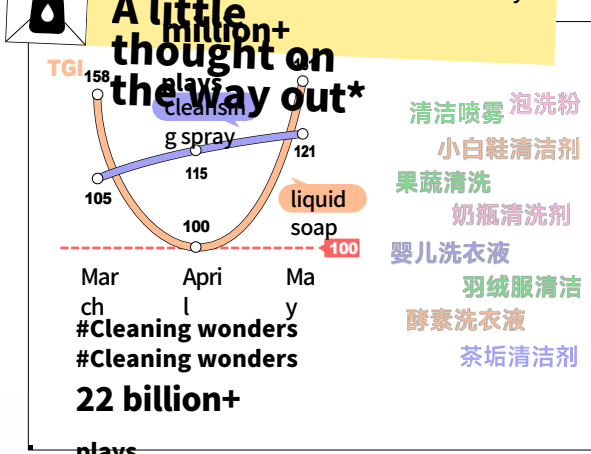 A little
million+
thought on
plays
the way out*
TGI
158
cleansin
g spray
121
115
105
liquid
soap
100
100
Mar
ch
Apri
l
Ma
y
#Cleaning wonders
#Cleaning wonders
22 billion+
plays
清洁喷雾
泡洗粉
小白鞋清洁剂
果蔬清洗
奶瓶清洗剂
婴儿洗衣液
羽绒服清洁
酵素洗衣液
茶垢清洁剂